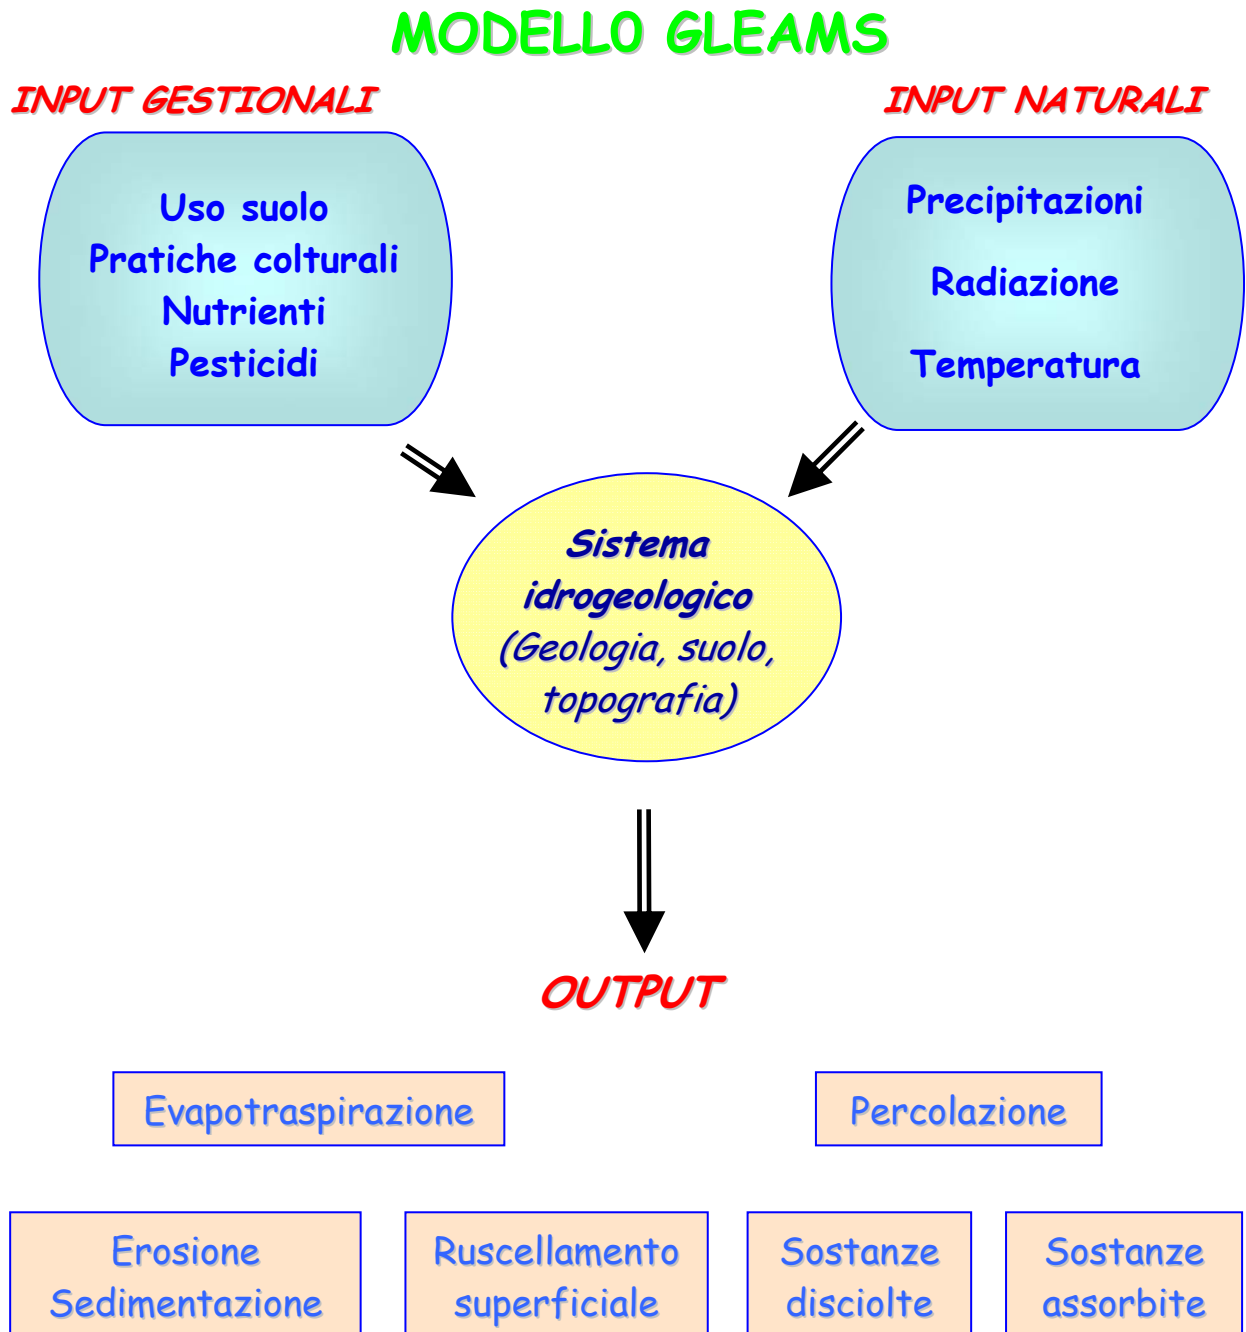 MODELL0 GLEAMS
INPUT GESTIONALI
INPUT NATURALI
Uso suolo
Pratiche colturali
Nutrienti
Pesticidi
Precipitazioni
Radiazione
Temperatura
Sistema
idrogeologico
(Geologia, suolo,
topografia)
OUTPUT
Evapotraspirazione
Percolazione
Erosione
Sedimentazione
Ruscellamento
superficiale
Sostanze
disciolte
Sostanze
assorbite